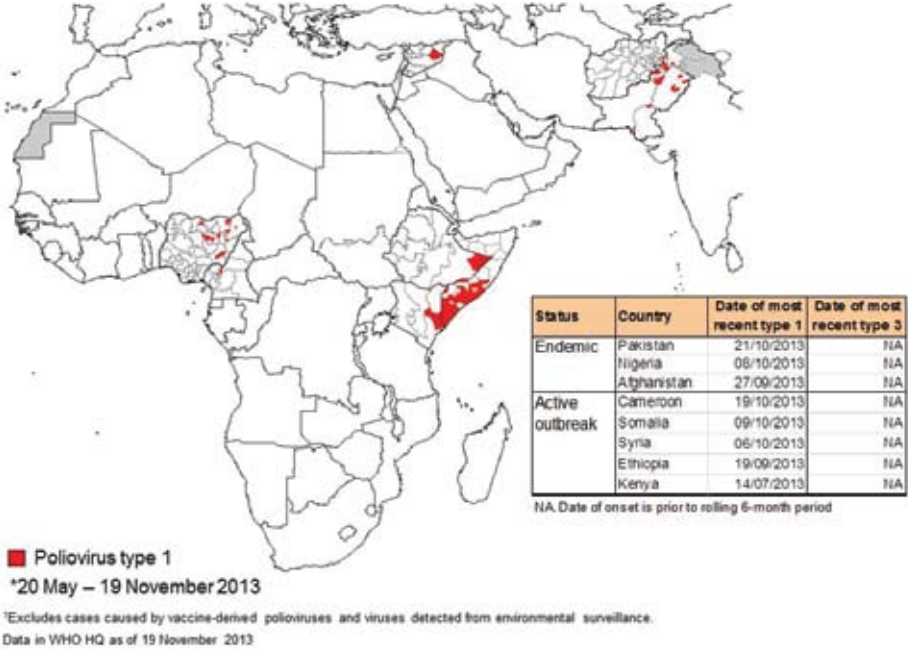 Status Country Date of most recent type 1 Date of most recent type 3
Endemic Pakistan 21/10/2013 NA
Nigeria 08/10/2013 NA
Afghanistan 27/09/2013 NA
Active outbreak Cameroon 19/10/2013 NA
Somalia 09/10/2013 NA
Syria 06/10/2013 NA
Ethiopia 19/09/2013 NA
Kenya 14/07/2013 NA
NA. Date of onset is prior to rolling 6-month period
Poliovirus type 1
*20 May – 19 November 2013
†Excludes cases caused by vaccine-derived polioviruses and viruses detected from environmental surveillance.
Data in WHO HQ as of 19 November 2013